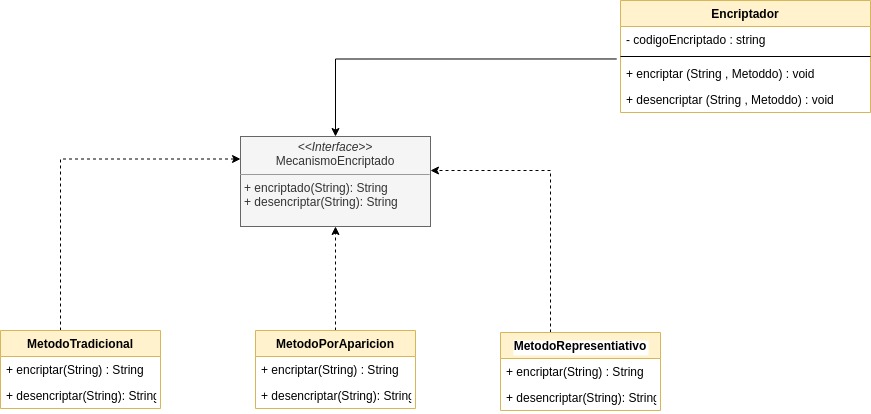 Encriptador
- codigoEncriptado : string
+ encriptar (String , Metoddo) : void
+ desencriptar (String , Metoddo) : void
<<Interface>>
MecanismoEncriptado
+ encriptado(String): String
+ desencriptar(String): String
MetodoTradicional
+ encriptar(String) : String
+ desencriptar(String): String
MetodoPorAparicion
+ encriptar(String) : String
+ desencriptar(String): String
MetodoRepresentiativo
+ encriptar(String) : String
+ desencriptar(String): String